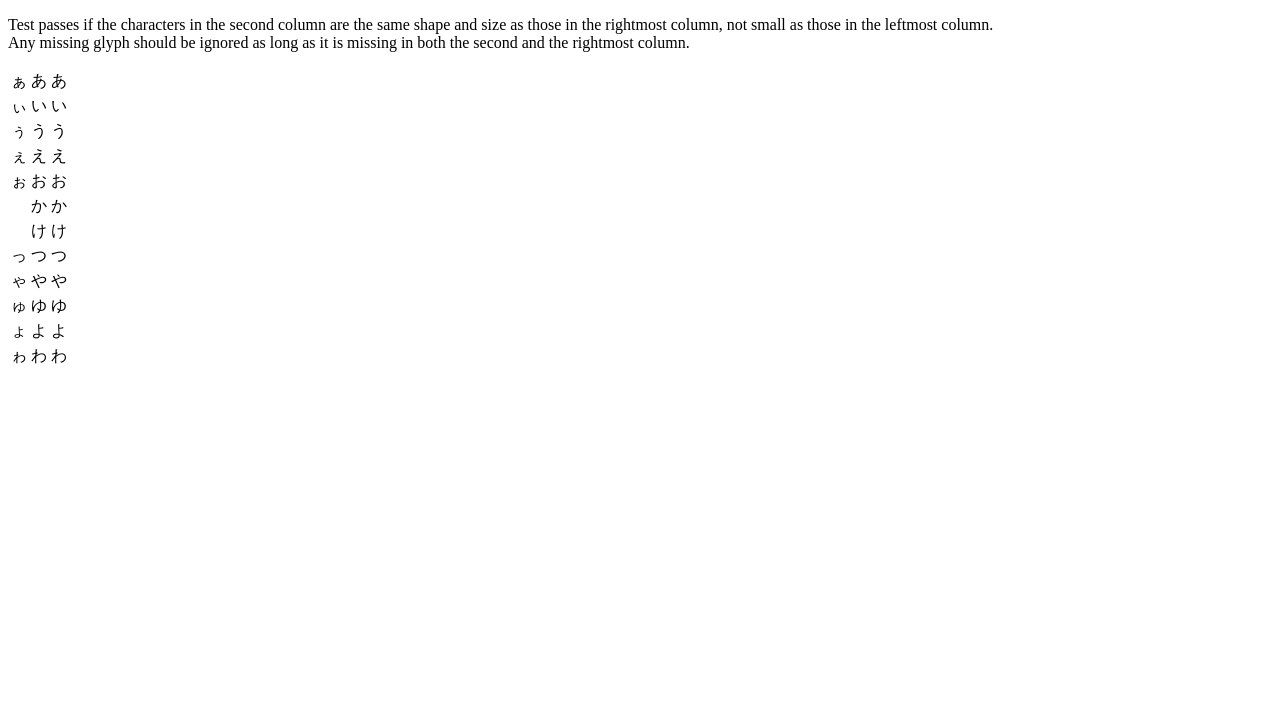 Test passes if the characters in the second column are the same shape and size as those in the rightmost column, not small as those in the leftmost column.
Any missing glyph should be ignored as long as it is missing in both the second and the rightmost column.
ぁ あ あ
ぃ い い
ぅ う う
ぇ え え
ぉ お お
か か
け け
っ つ つ
ゃ や や
ゅ ゆ ゆ
ょ よ よ
ゎ わ わ